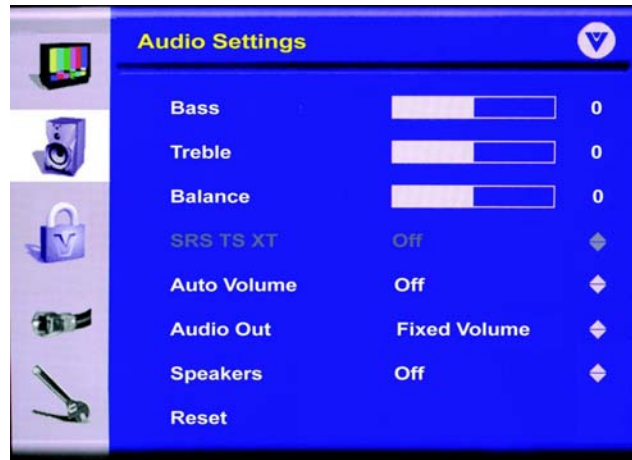 Audio Settings
Bass 0
Treble 0
Balance 0
SRS TS XT Off
Auto Volume Off
Audio Out Fixed Volume
Speakers Off
Reset